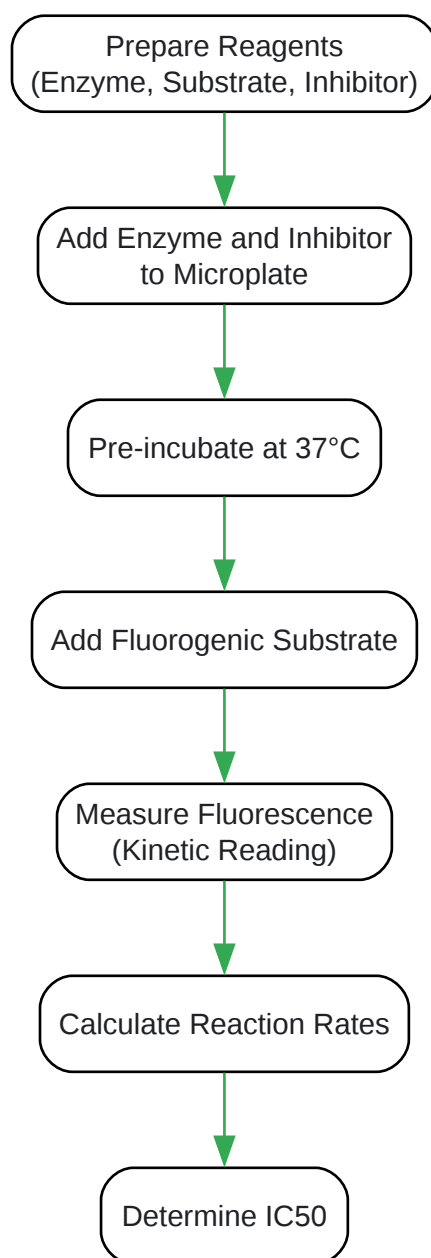 Prepare Reagents
(Enzyme, Substrate, Inhibitor)
Add Enzyme and Inhibitor
to Microplate
Pre-incubate at 37°C
Add Fluorogenic Substrate
Measure Fluorescence
(Kinetic Reading)
Calculate Reaction Rates
Determine IC50